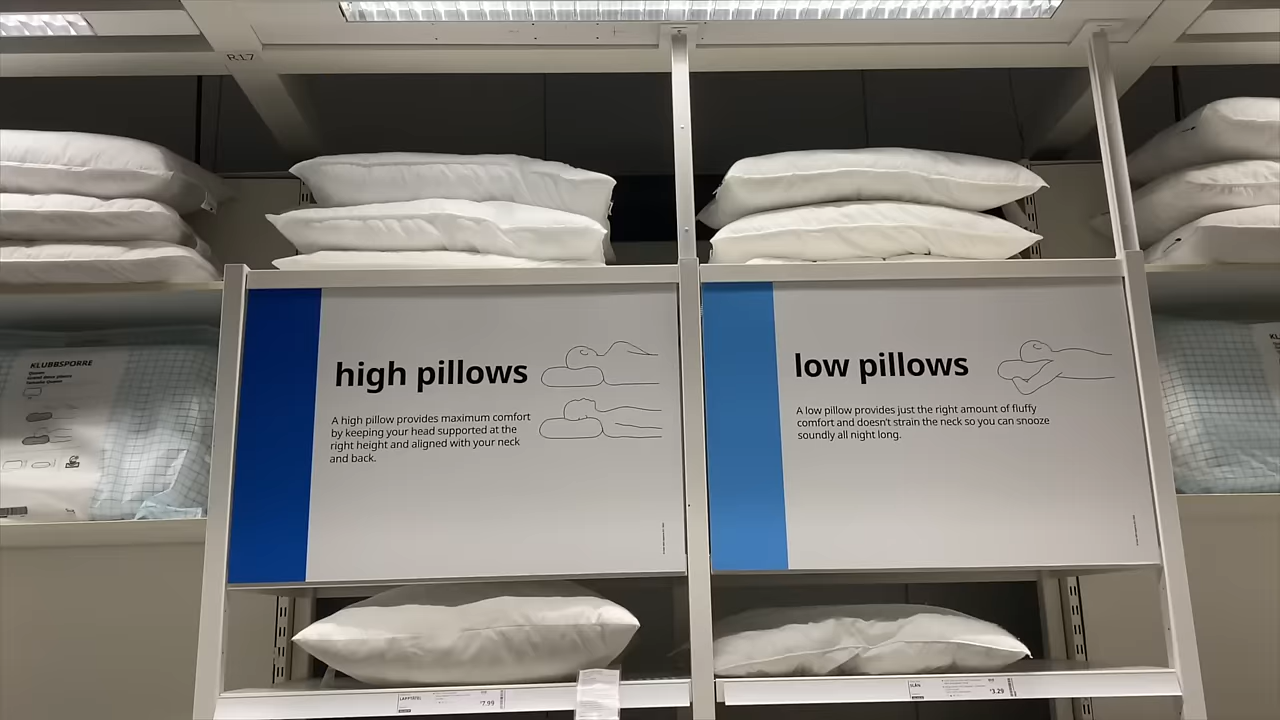 R17
KLUBBSPORRE
high pillows
A high pillow provides maximum comfort
by keeping your head supported at the
right height and aligned with your neck
and back.
low pillows
A low pillow provides just the right amount of fluffy
comfort and doesn't strain the neck so you can snooze
soundly all night long.
$7.99
$3.29